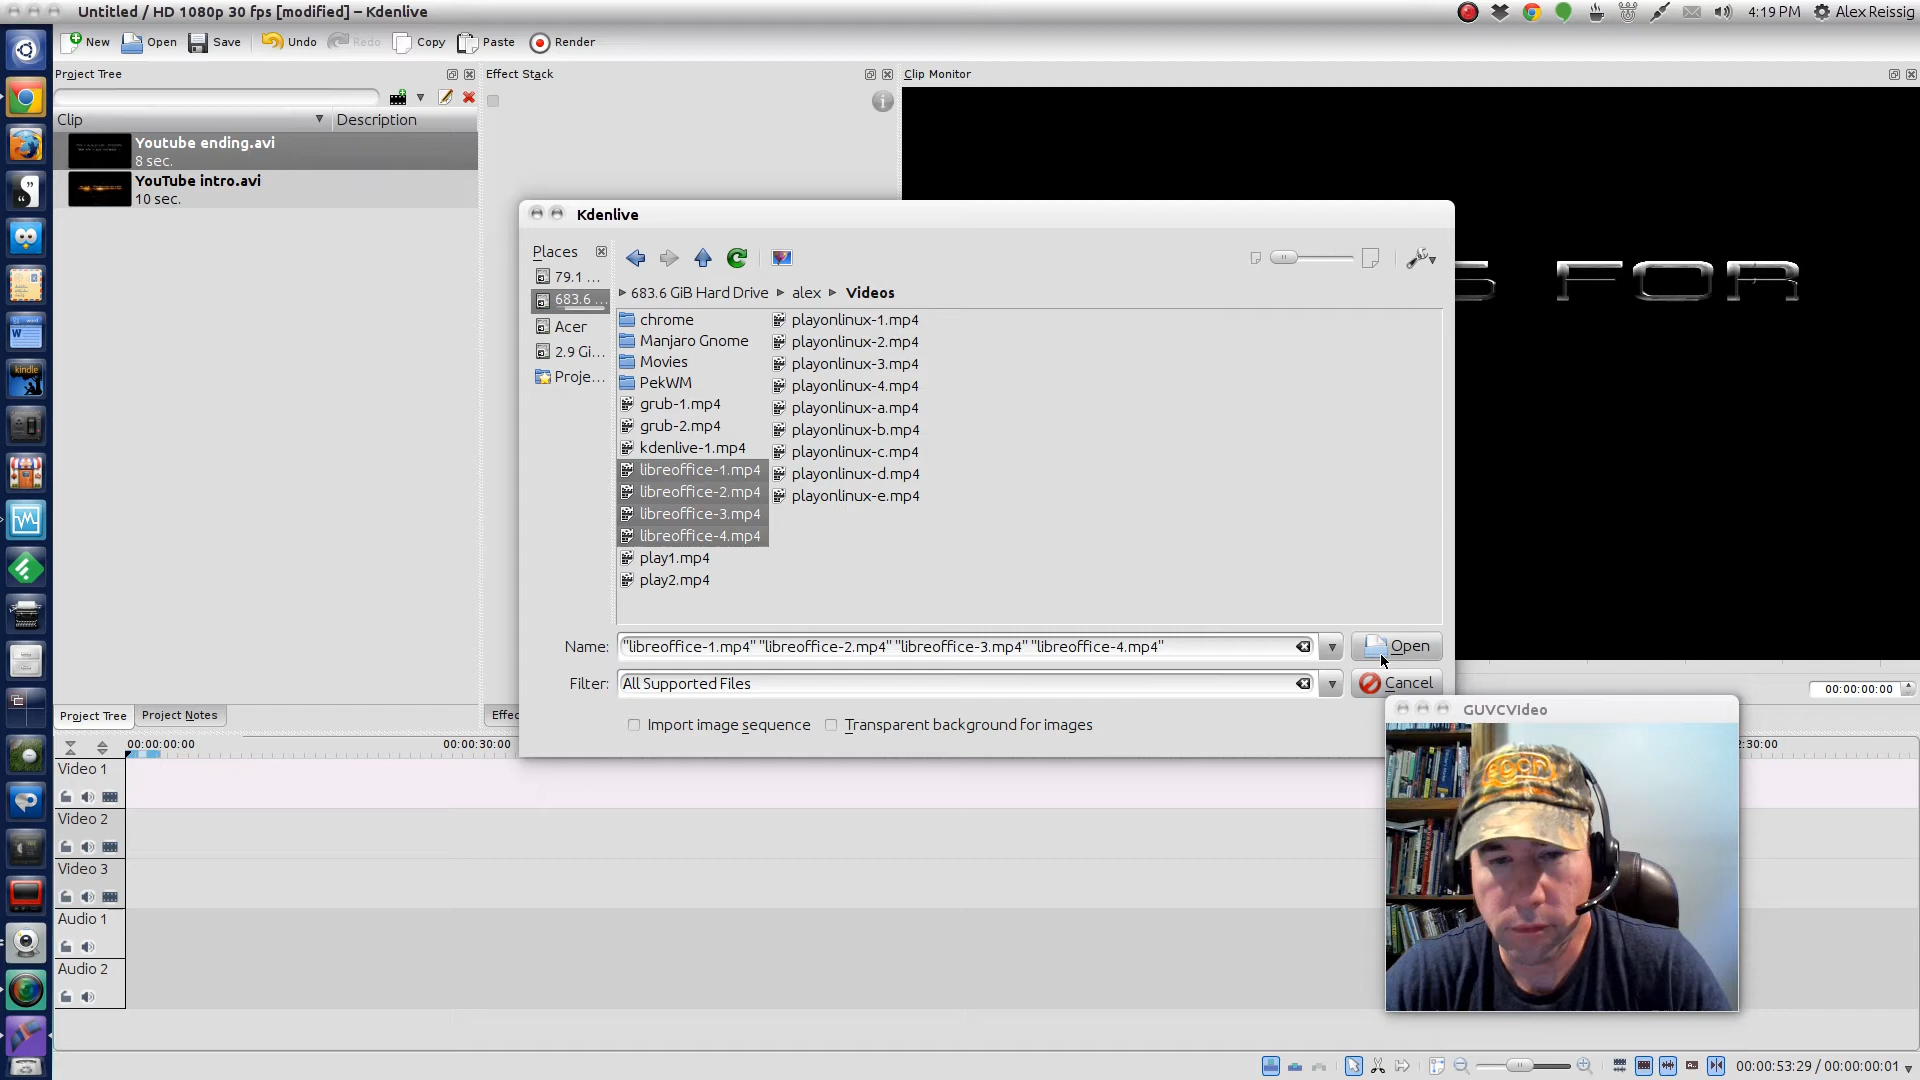 Untitled / HD 1080p 30 fps [modified] – Kdenlive
4:19 PM Alex Reissig
New Open Save Undo Redo Copy Paste Render
Project Tree
Effect Stack
Clip Monitor
Clip Description
Youtube ending.avi
8 sec.
YouTube intro.avi
10 sec.
S FOR
Kdenlive
Places
79.1 ...
683.6 ...
Acer
2.9 Gi...
Proje...
683.6 GiB Hard Drive alex Videos
chrome
Manjaro Gnome
Movies
PekWM
grub-1.mp4
grub-2.mp4
kdenlive-1.mp4
libreoffice-1.mp4
libreoffice-2.mp4
libreoffice-3.mp4
libreoffice-4.mp4
play1.mp4
play2.mp4
playonlinux-1.mp4
playonlinux-2.mp4
playonlinux-3.mp4
playonlinux-4.mp4
playonlinux-a.mp4
playonlinux-b.mp4
playonlinux-c.mp4
playonlinux-d.mp4
playonlinux-e.mp4
Name: "libreoffice-1.mp4" "libreoffice-2.mp4" "libreoffice-3.mp4" "libreoffice-4.mp4" Open
Filter: All Supported Files Cancel
Import image sequence Transparent background for images
00:00:00:00
Project Tree Project Notes
Effec
GUVCVideo
00:00:00:00 00:00:30:00 2:30:00
Video 1
Video 2
Video 3
Audio 1
Audio 2
kindle
00:00:53:29 / 00:00:00:01